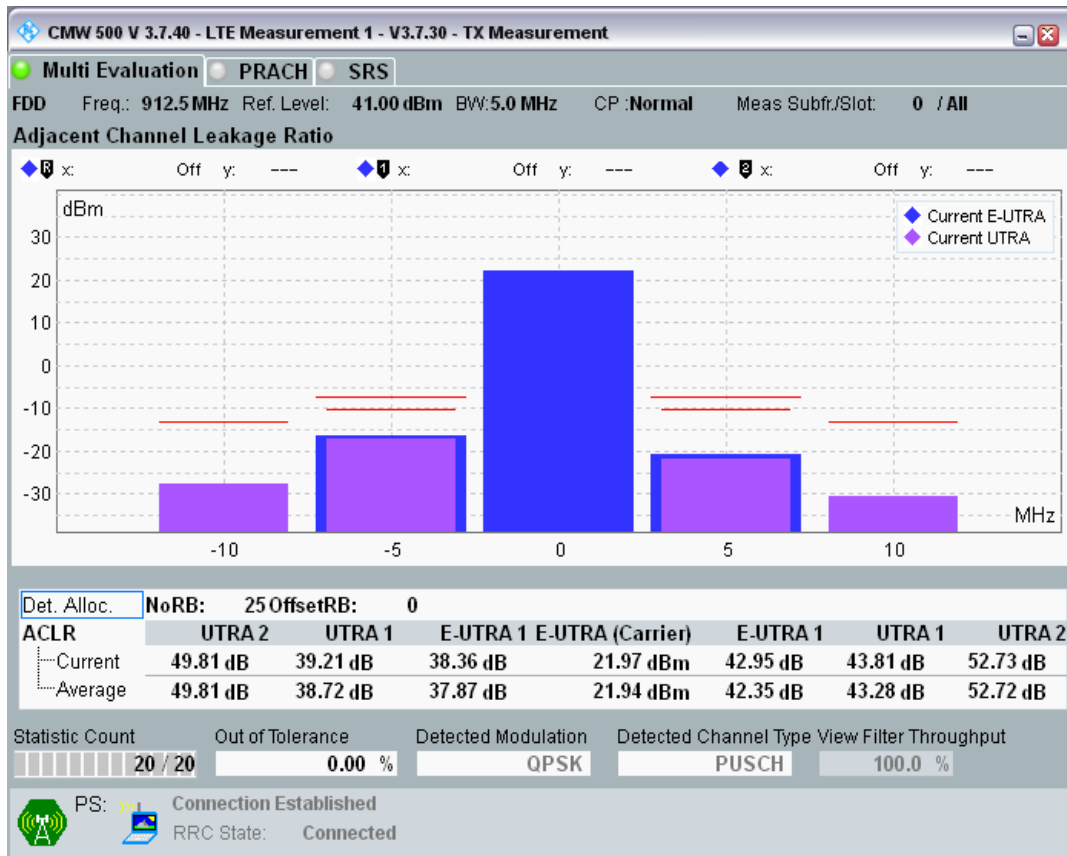 CMW 500 V 3.7.40 - LTE Measurement 1 - V3.7.30 - TX Measurement
Multi Evaluation PRACH SRS
FDD Freq.: 912.5 MHz Ref. Level: 41.00 dBm BW:5.0 MHz CP :Normal Meas Subfr./Slot: 0 / All
Adjacent Channel Leakage Ratio
R x: Off y: --- 1 x: Off y: --- 2 x: Off y: ---
dBm
Current E-UTRA
Current UTRA
30
20
10
0
-10
-20
-30
MHz
-10 -5 0 5 10
Det. Alloc. NoRB: 25 OffsetRB: 0
ACLR UTRA 2 UTRA 1 E-UTRA 1 E-UTRA (Carrier) E-UTRA 1 UTRA 1 UTRA 2
Current 49.81 dB 39.21 dB 38.36 dB 21.97 dBm 42.95 dB 43.81 dB 52.73 dB
Average 49.81 dB 38.72 dB 37.87 dB 21.94 dBm 42.35 dB 43.28 dB 52.72 dB
Statistic Count Out of Tolerance Detected Modulation Detected Channel Type View Filter Throughput
20 / 20 0.00 % QPSK PUSCH 100.0 %
PS: Connection Established
RRC State: Connected